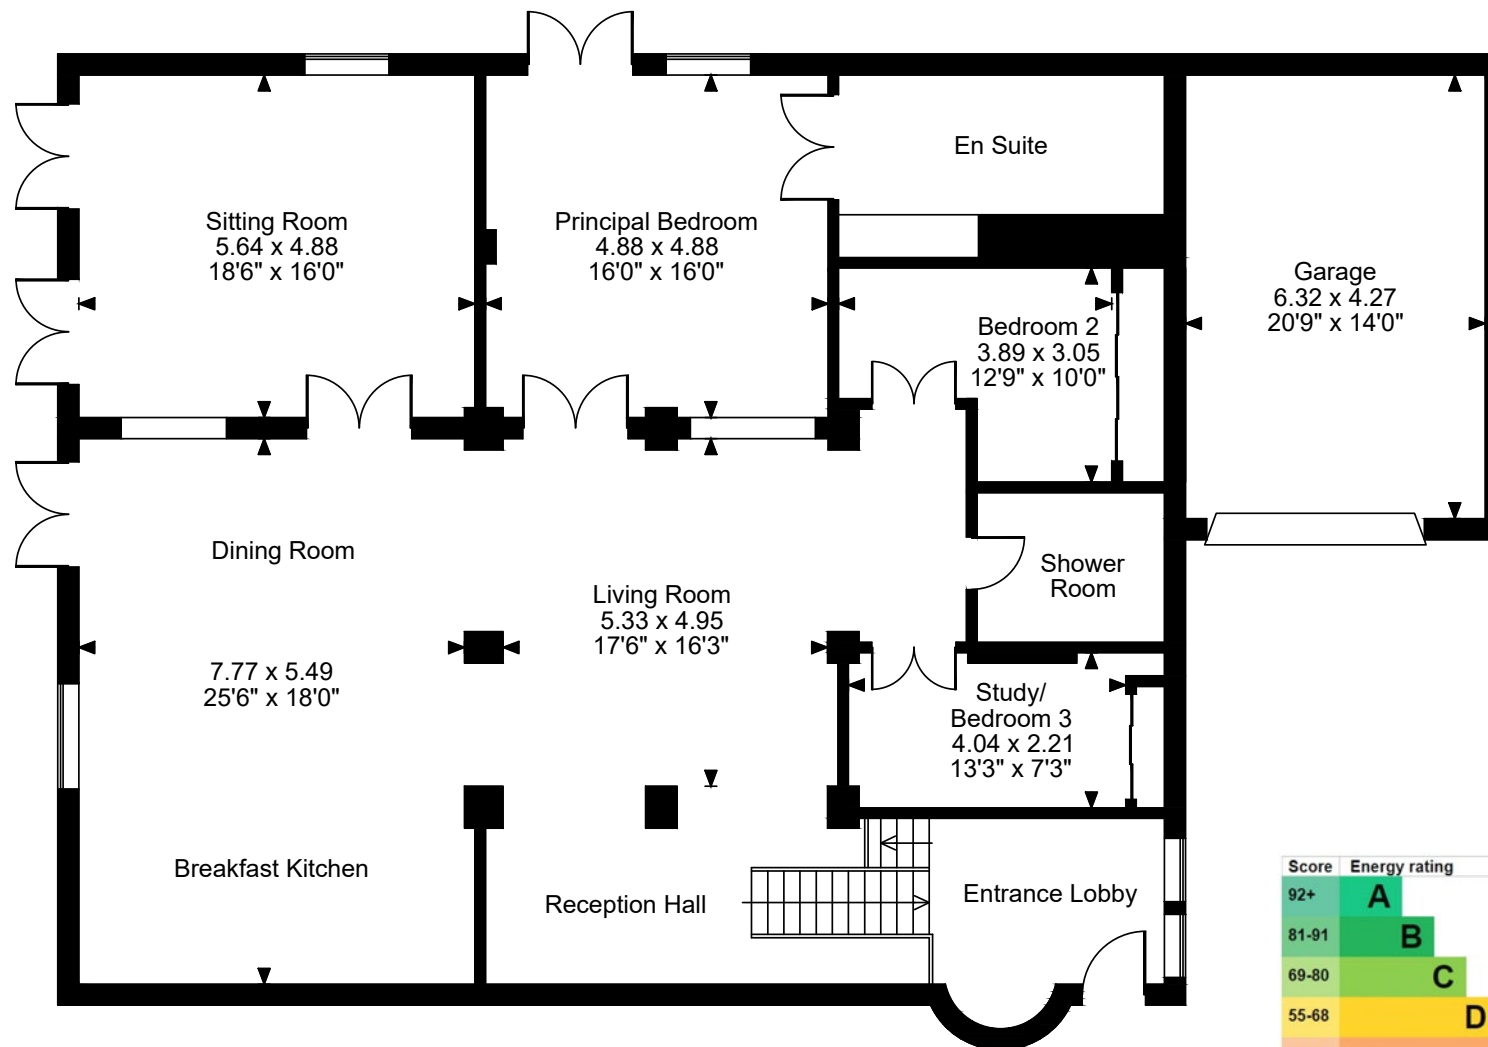 En Suite
Sitting Room
5.64 x 4.88
18'6" x 16'0"
Principal Bedroom
4.88 x 4.88
16'0" x 16'0"
Garage
6.32 x 4.27
20'9" x 14'0"
Bedroom 2
3.89 x 3.05
12'9" x 10'0"
Dining Room
Shower
Room
Living Room
5.33 x 4.95
17'6" x 16'3"
7.77 x 5.49
25'6" x 18'0"
Study/
Bedroom 3
4.04 x 2.21
13'3" x 7'3"
Breakfast Kitchen
Reception Hall
Entrance Lobby
Score Energy rating
92+ A
81-91 B
69-80 C
55-68 D